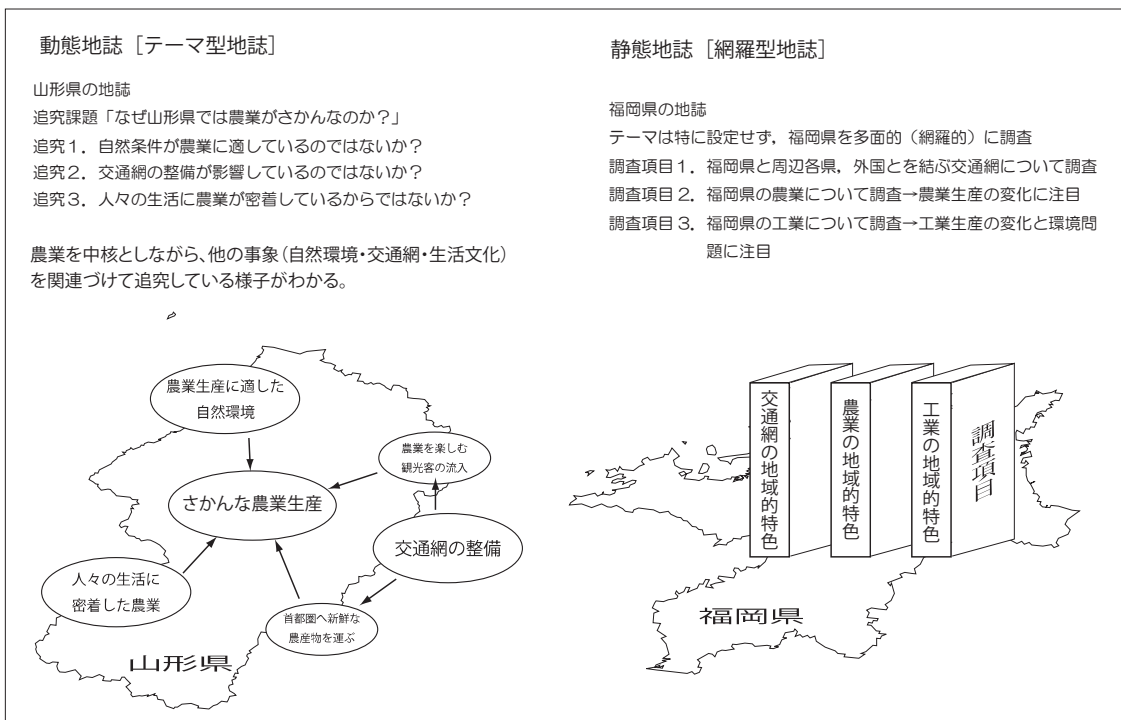 動態地誌［テーマ型地誌］
山形県の地誌
追究課題「なぜ山形県では農業がさかんなのか？」
追究１．自然条件が農業に適しているのではないか？
追究２．交通網の整備が影響しているのではないか？
追究３．人々の生活に農業が密着しているからではないか？
農業を中核としながら、他の事象（自然環境・交通網・生活文化）
を関連づけて追究している様子がわかる。
農業生産に適した
自然環境
農業を楽しむ
観光客の流入
さかんな農業生産
交通網の整備
人々の生活に
密着した農業
首都圏へ新鮮な
農産物を運ぶ
山形県
静態地誌［網羅型地誌］
福岡県の地誌
テーマは特に設定せず，福岡県を多面的（網羅的）に調査
調査項目１．福岡県と周辺各県，外国とを結ぶ交通網について調査
調査項目２．福岡県の農業について調査→農業生産の変化に注目
調査項目３．福岡県の工業について調査→工業生産の変化と環境問
題に注目
交通網の地域的特色
農業の地域的特色
工業の地域的特色
調査項目
福岡県